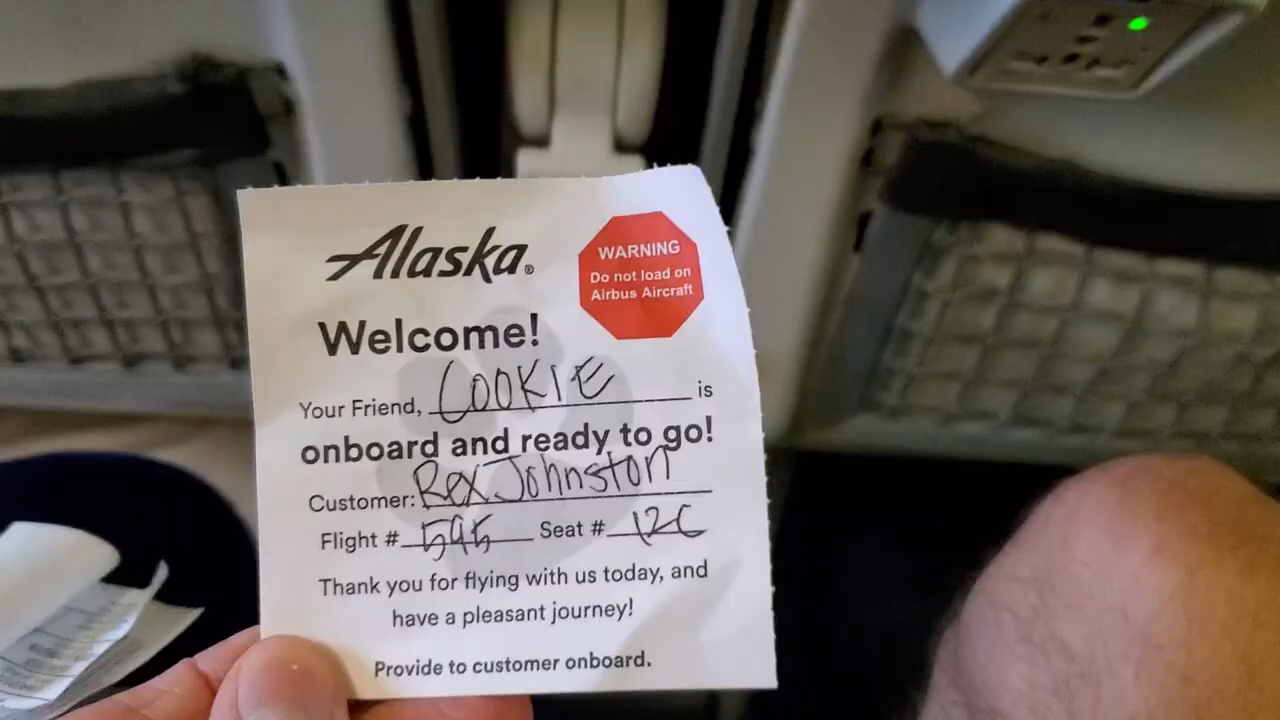 Alaska®
WARNING
Do not load on
Airbus Aircraft
Welcome!
Your Friend, COOKIE is
onboard and ready to go!
Customer: Rex Johnston
Flight # 595 Seat # 12C
Thank you for flying with us today, and
have a pleasant journey!
Provide to customer onboard.